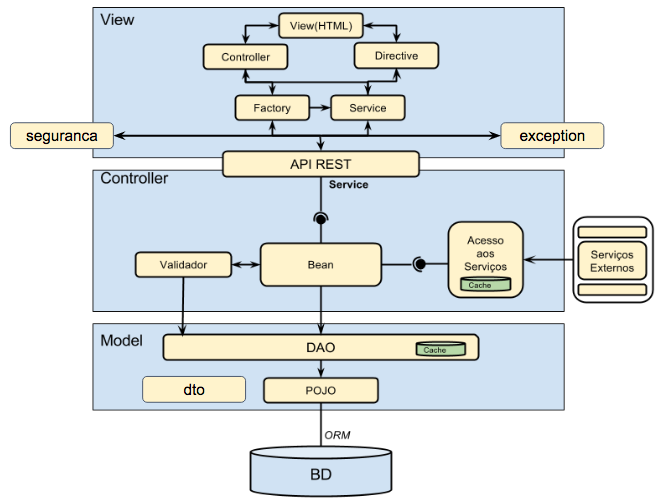 View
View(HTML)
Controller
Directive
Factory
Service
seguranca
exception
API REST
Controller
Service
Validador
Bean
Acesso
aos
Serviços
Cache
Serviços
Externos
Model
DAO
Cache
dto
POJO
ORM
BD